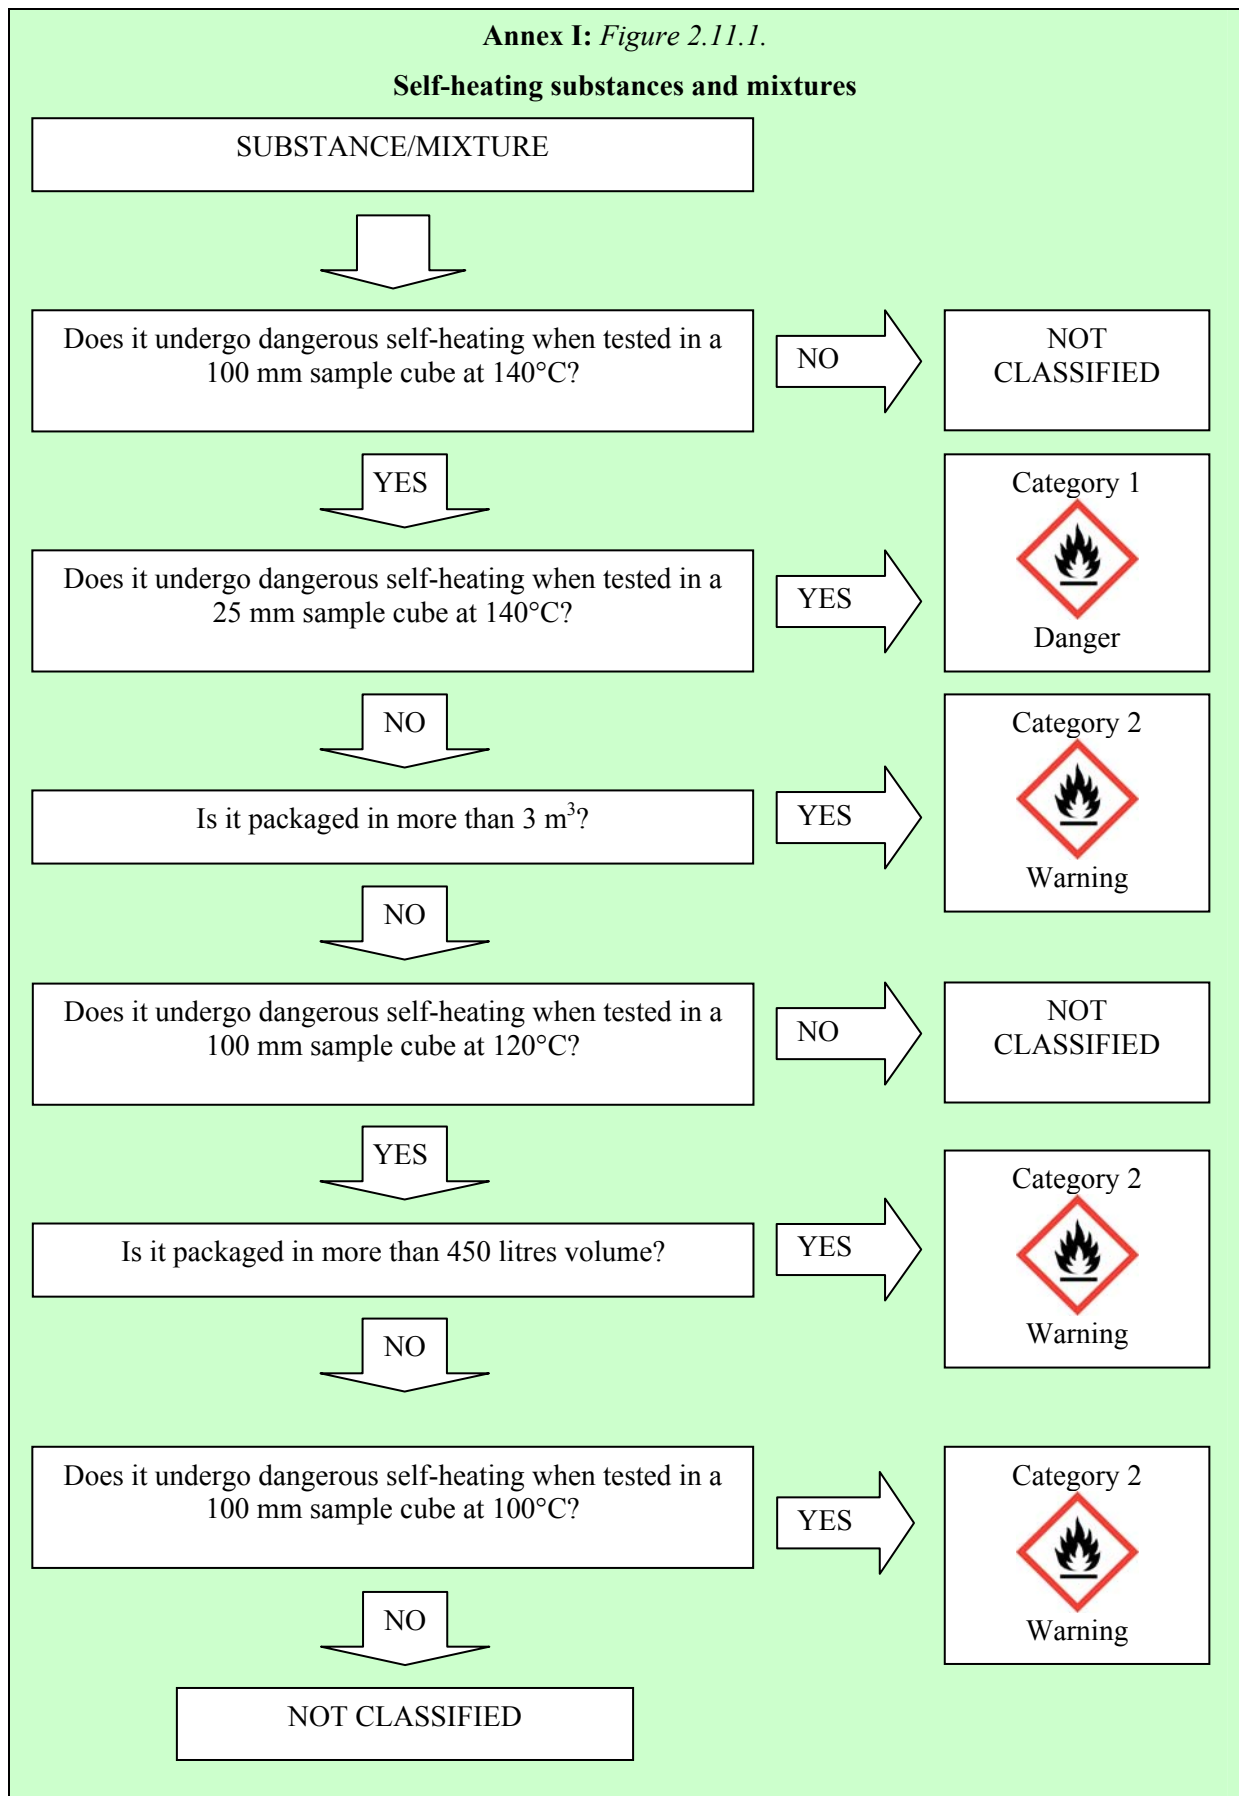 Annex I: Figure 2.11.1.
Self-heating substances and mixtures
SUBSTANCE/MIXTURE
Does it undergo dangerous self-heating when tested in a
100 mm sample cube at 140°C?
NO
NOT
CLASSIFIED
YES
Does it undergo dangerous self-heating when tested in a
25 mm sample cube at 140°C?
YES
Category 1
Danger
NO
Is it packaged in more than 3 m³?
YES
Category 2
Warning
NO
Does it undergo dangerous self-heating when tested in a
100 mm sample cube at 120°C?
NO
NOT
CLASSIFIED
YES
Is it packaged in more than 450 litres volume?
YES
Category 2
Warning
NO
Does it undergo dangerous self-heating when tested in a
100 mm sample cube at 100°C?
YES
Category 2
Warning
NO
NOT CLASSIFIED